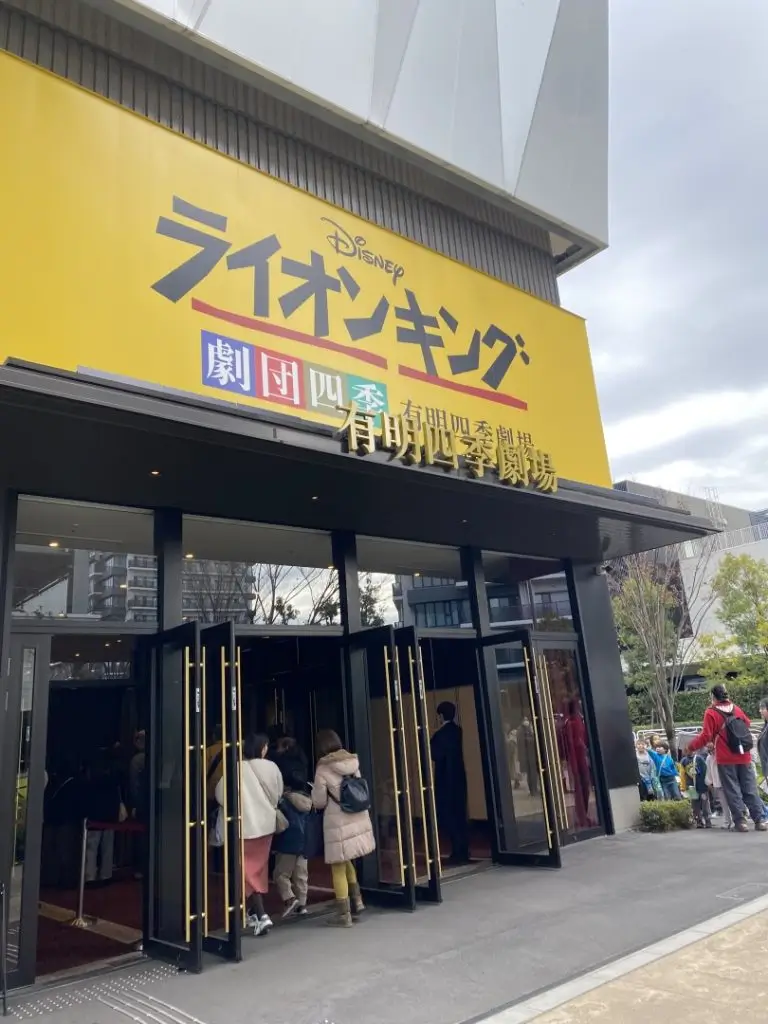 Disney
ライオンキング
劇団四季
有明四季劇場
有明四季劇場